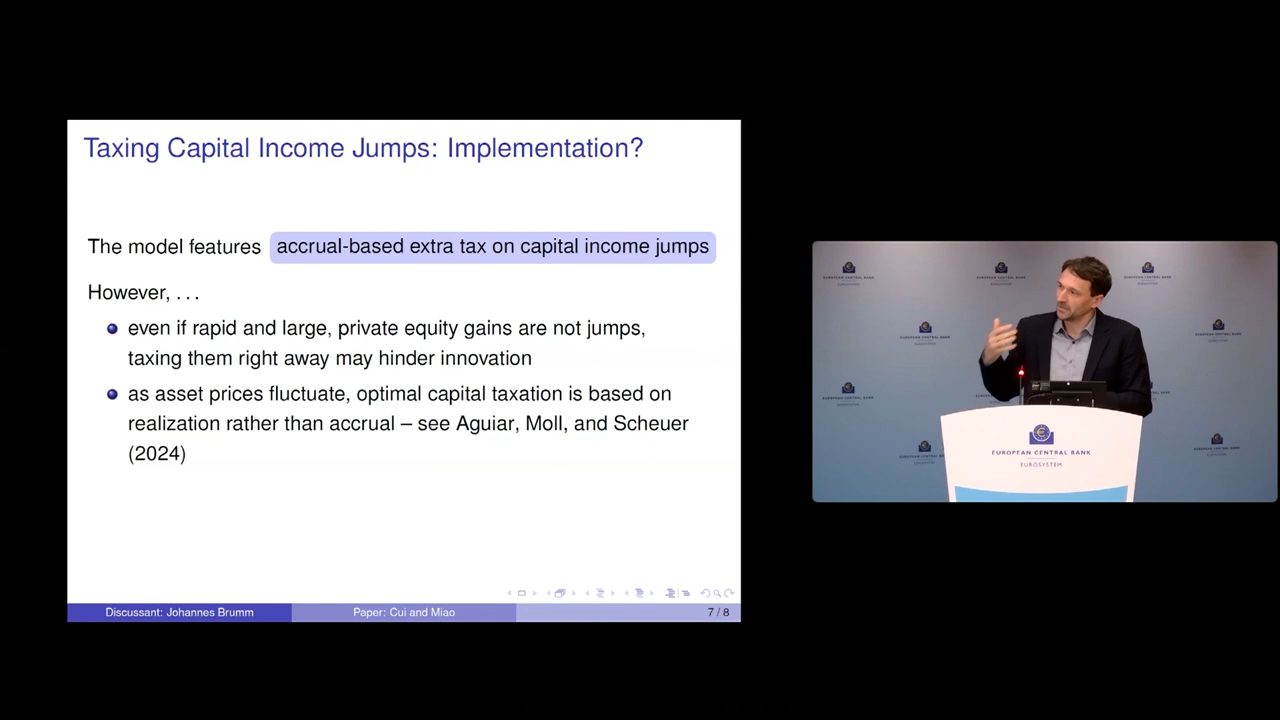 Taxing Capital Income Jumps: Implementation?
The model features accrual-based extra tax on capital income jumps
However, . . .
even if rapid and large, private equity gains are not jumps,
taxing them right away may hinder innovation
as asset prices fluctuate, optimal capital taxation is based on
realization rather than accrual – see Aguiar, Moll, and Scheuer
(2024)
Discussant: Johannes Brumm
Paper: Cui and Miao
7 / 8
EUROPEAN CENTRAL BANK
EUROSYSTEM